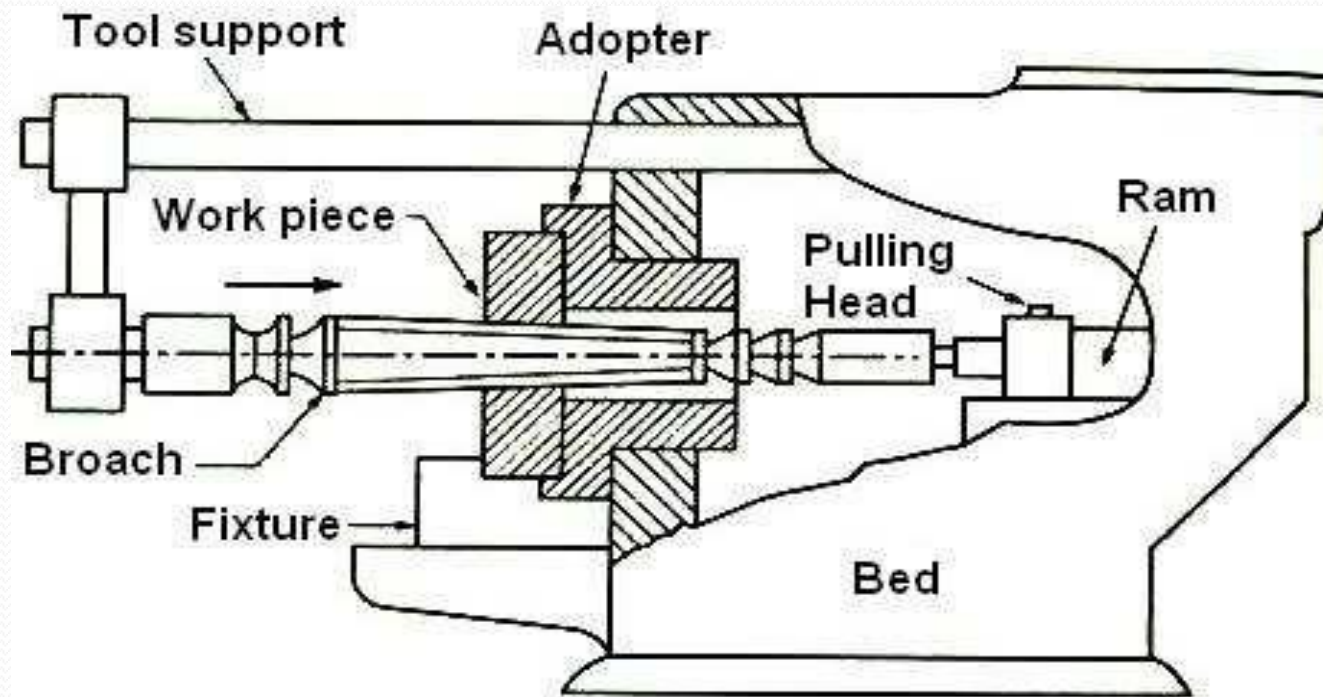 Tool support
Adopter
Work piece
Ram
Pulling
Head
Broach
Fixture
Bed